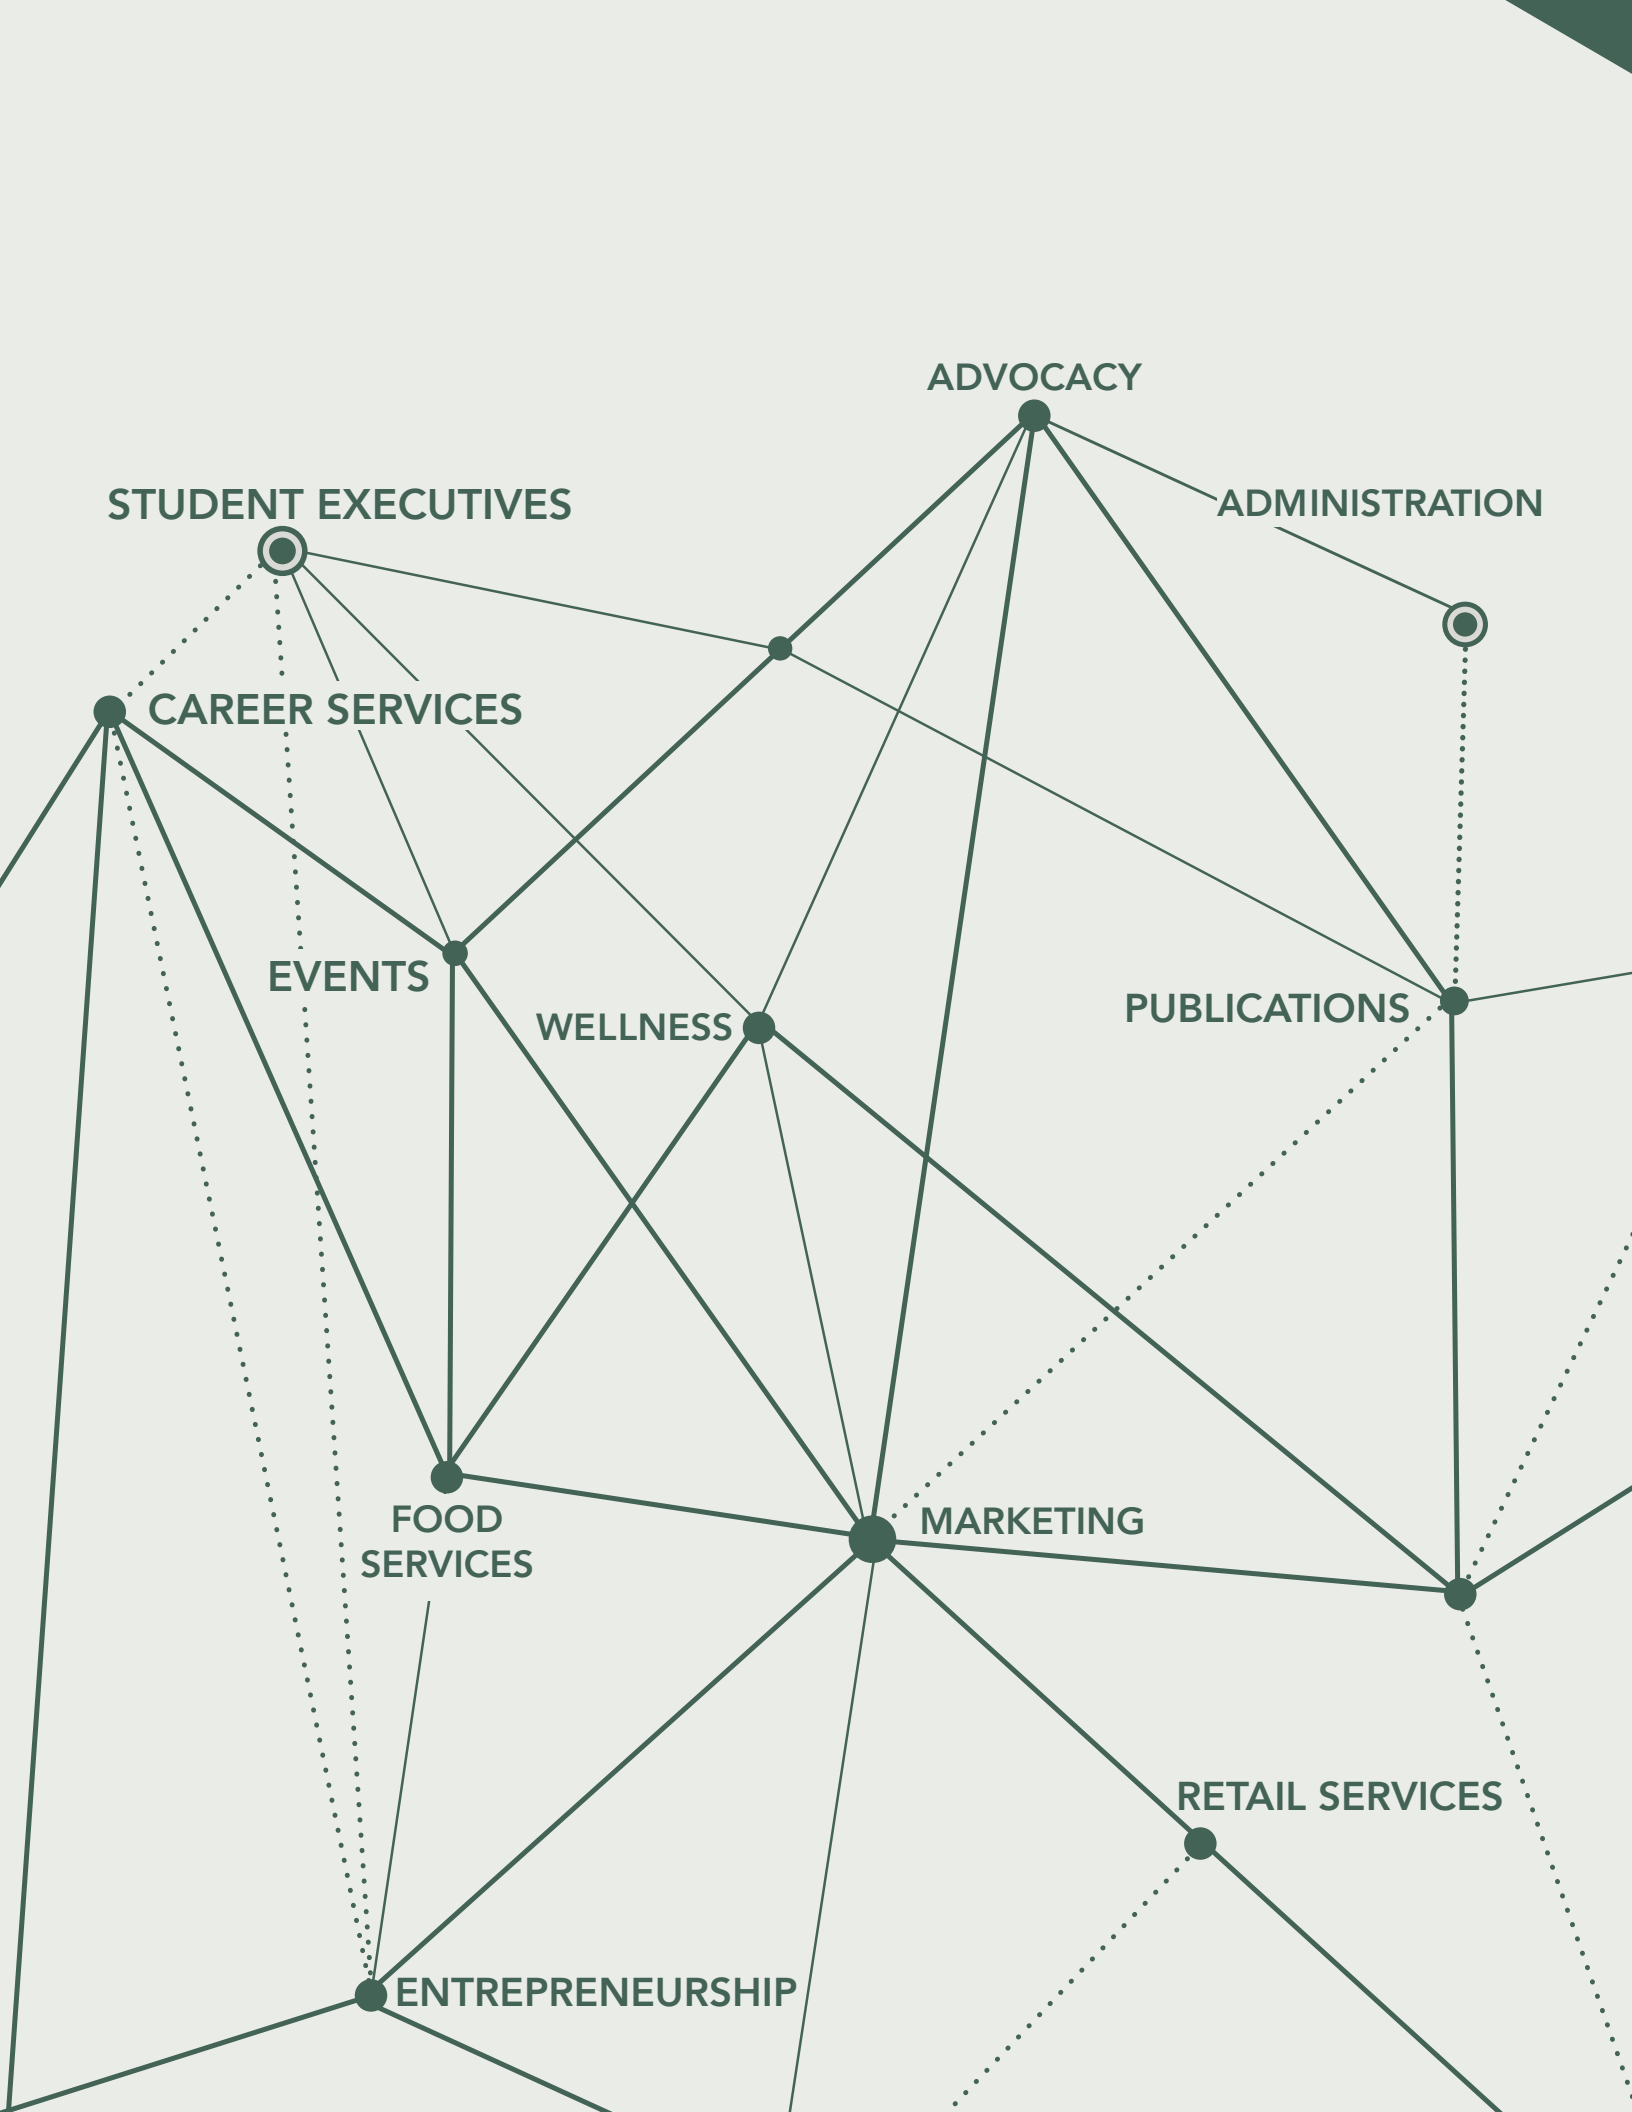 ADVOCACY
STUDENT EXECUTIVES
ADMINISTRATION
CAREER SERVICES
EVENTS
WELLNESS
PUBLICATIONS
FOOD
SERVICES
MARKETING
RETAIL SERVICES
ENTREPRENEURSHIP